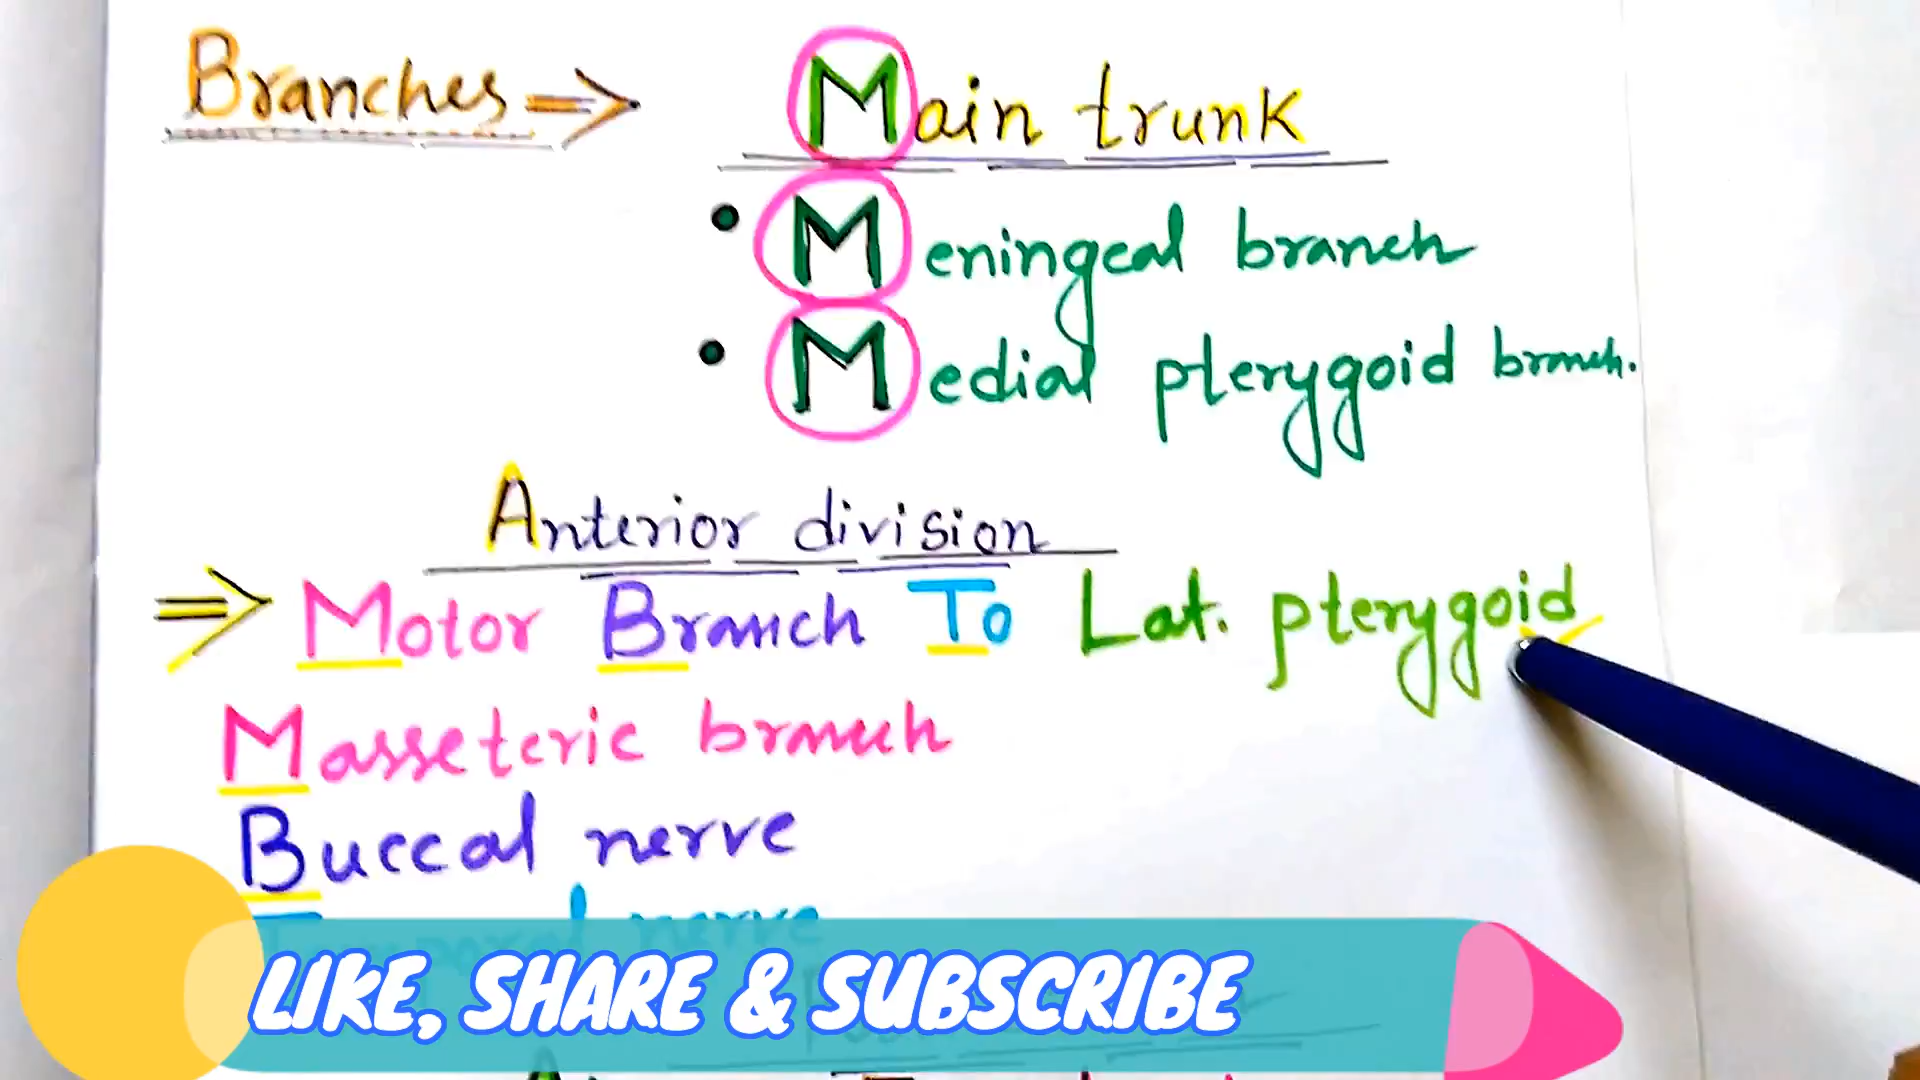 Branches ⇒ Main trunk
• Meningeal branch
• Medial pterygoid branch.
Anterior division
⇒ Motor Branch To Lat. pterygoid
Masseteric branch
Buccal nerve
nerve
LIKE, SHARE & SUBSCRIBE